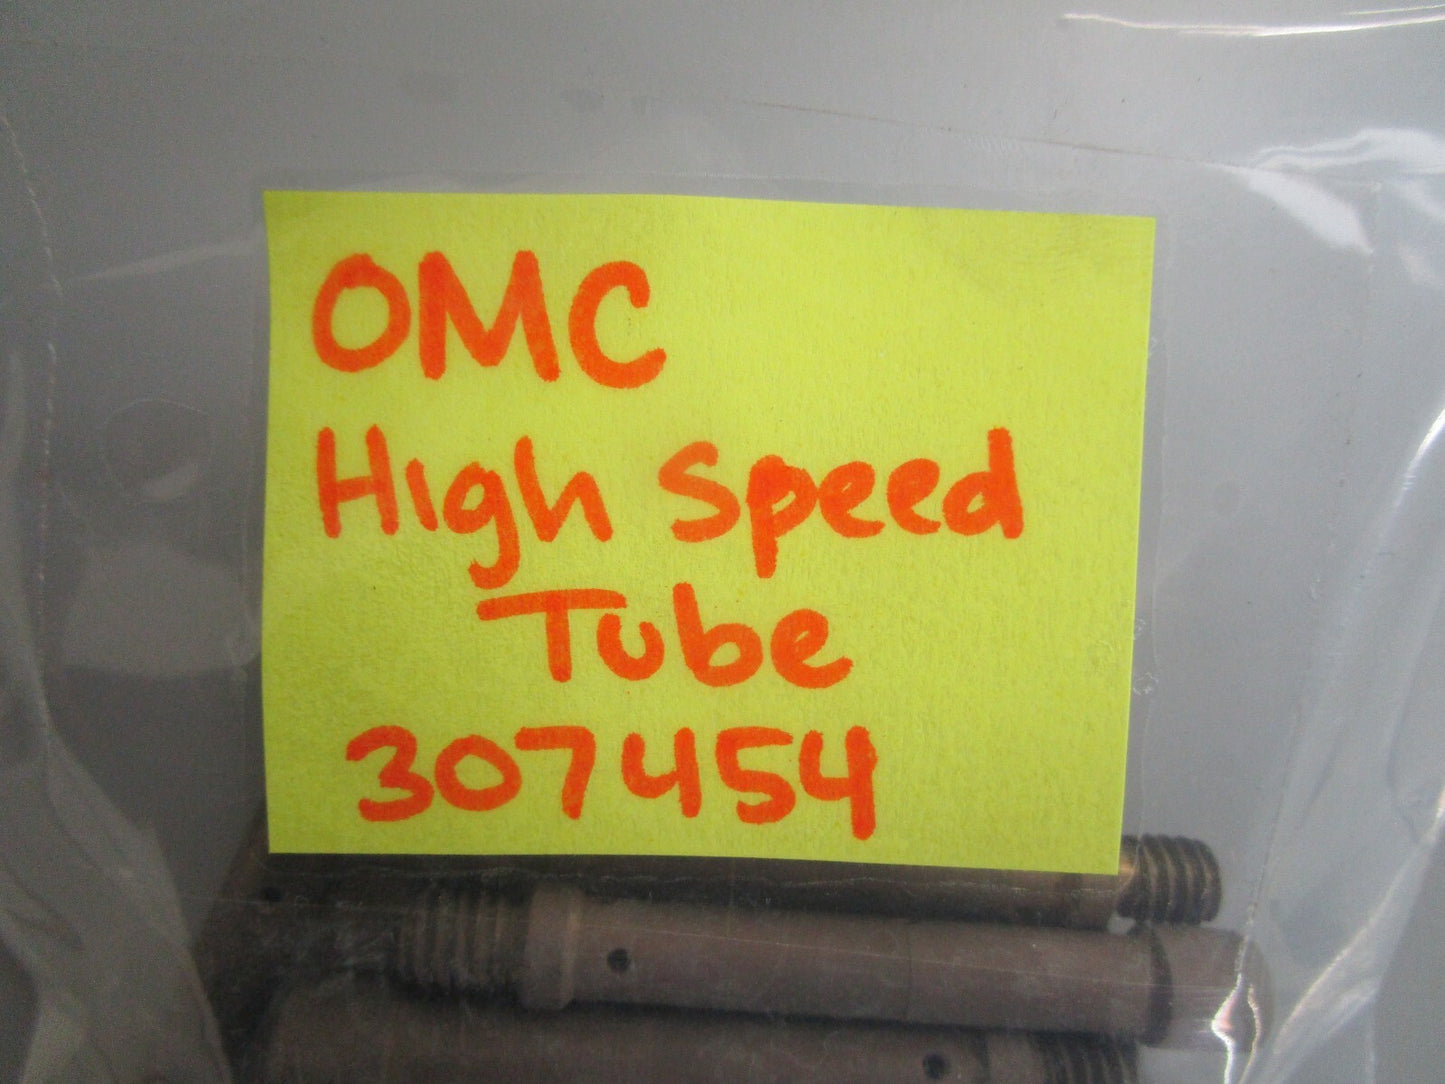 OMC
High Speed
Tube
307454